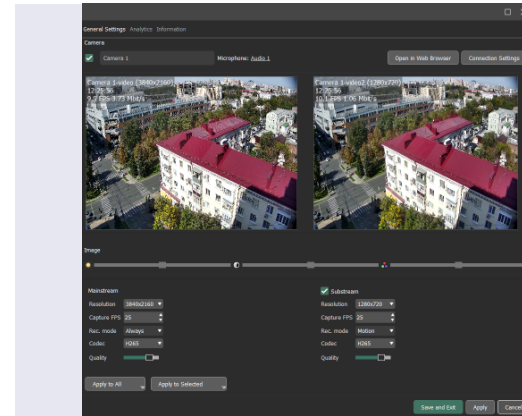 General Settings Analytics Information
Camera
Camera 1 Microphone: Audio 1 Open in Web Browser Connection Settings
Camera 1-video (3840x2160) Camera 1-video2 (1280x720)
12:25:56 12:25:56
Image
Mainstream Substream
Resolution 3840x2160 Resolution 1280x720
Capture FPS 25 Capture FPS 25
Rec. mode Always Rec. mode Motion
Codec H265 Codec H265
Quality Quality
Apply to All Apply to Selected
Save and Exit Apply Cancel